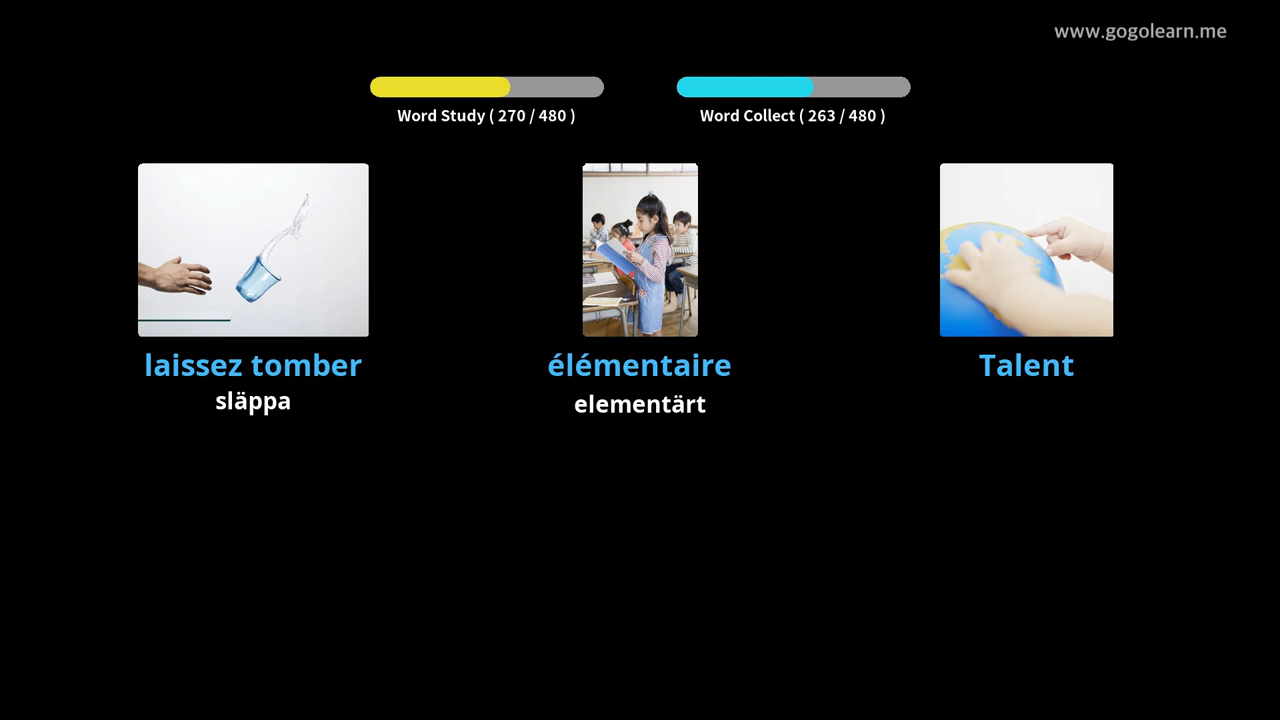 www.gogolearn.me
Word Study ( 270 / 480 )
Word Collect ( 263 / 480 )
laissez tomber
släppa
élémentaire
elementärt
Talent